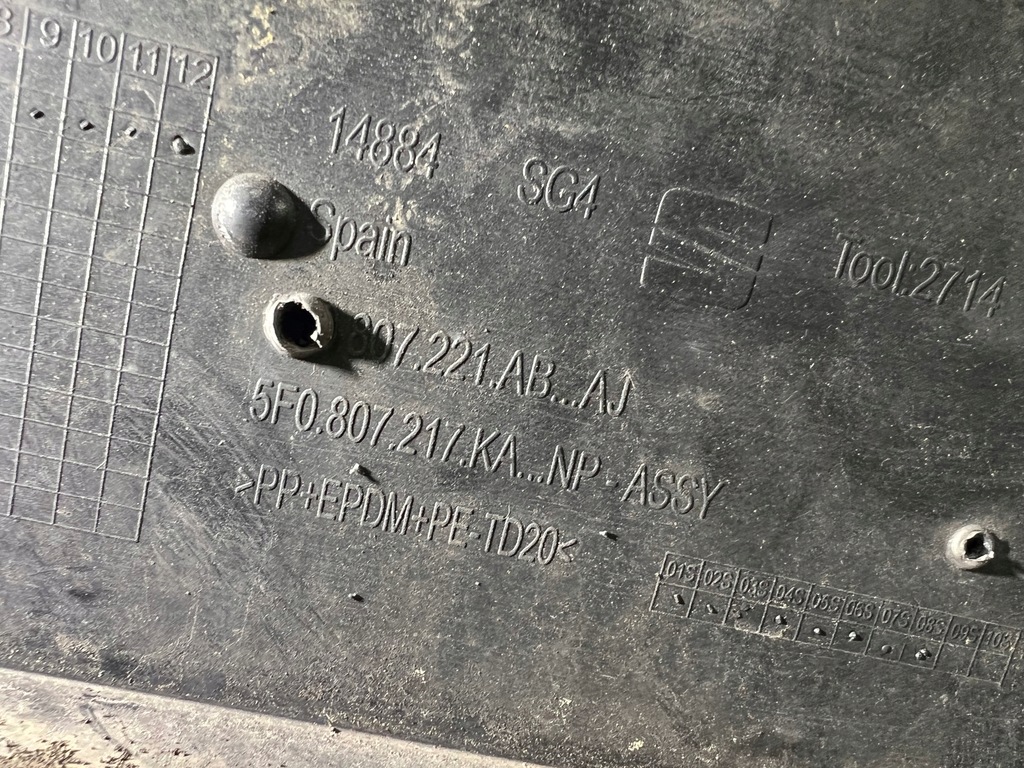 9 10 11 12
14884
SG4
Spain
Tool:2714
807.221.AB...AJ
5F0.807.217.KA...NP - ASSY
>PP+EPDM+PE-TD20<
01S 02S 03S 04S 05S 06S 07S 08S 09S 10S